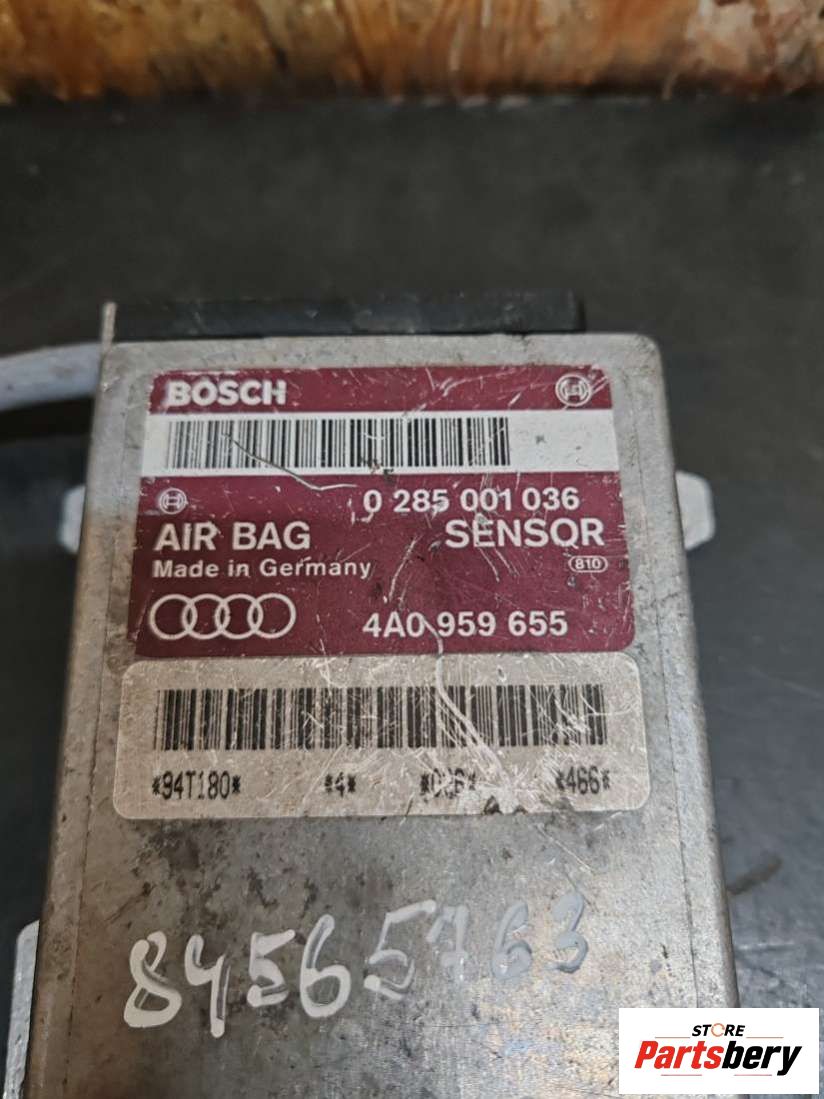 BOSCH
0 285 001 036
AIR BAG SENSOR
Made in Germany 810
4A0 959 655
*94T180* *4* *466*
84565763
STORE
Partsbery